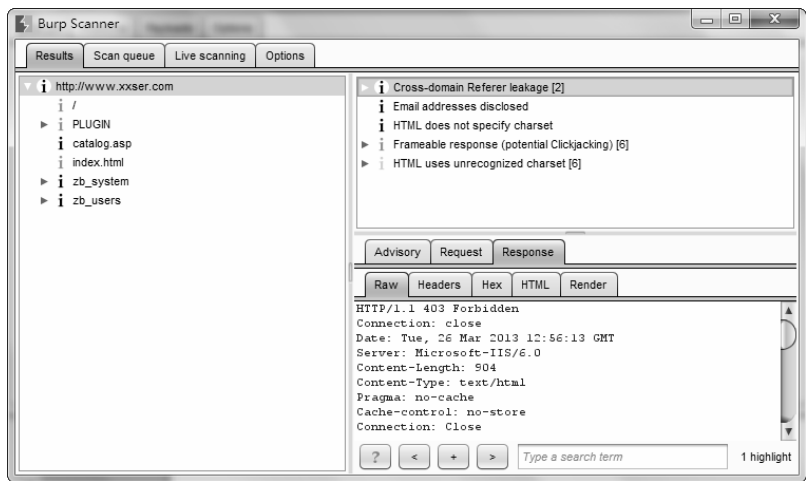 Burp Scanner
Results
Scan queue
Live scanning
Options
http://www.xxser.com
/
PLUGIN
catalog.asp
index.html
zb_system
zb_users
Cross-domain Referer leakage [2]
Email addresses disclosed
HTML does not specify charset
Frameable response (potential Clickjacking) [6]
HTML uses unrecognized charset [6]
Advisory
Request
Response
Raw
Headers
Hex
HTML
Render
HTTP/1.1 403 Forbidden
Connection: close
Date: Tue, 26 Mar 2013 12:56:13 GMT
Server: Microsoft-IIS/6.0
Content-Length: 904
Content-Type: text/html
Pragma: no-cache
Cache-control: no-store
Connection: Close
?
<
+
>
Type a search term
1 highlight